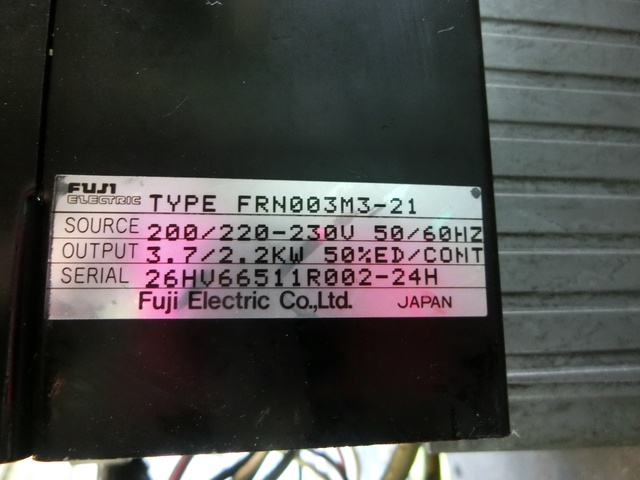 FUJI
ELECTRIC TYPE FRN003M3-21
SOURCE 200/220-230V 50/60HZ
OUTPUT 3.7/2.2KW 50%ED/CONT
SERIAL 26HV66511R002-24H
Fuji Electric Co.,Ltd. JAPAN